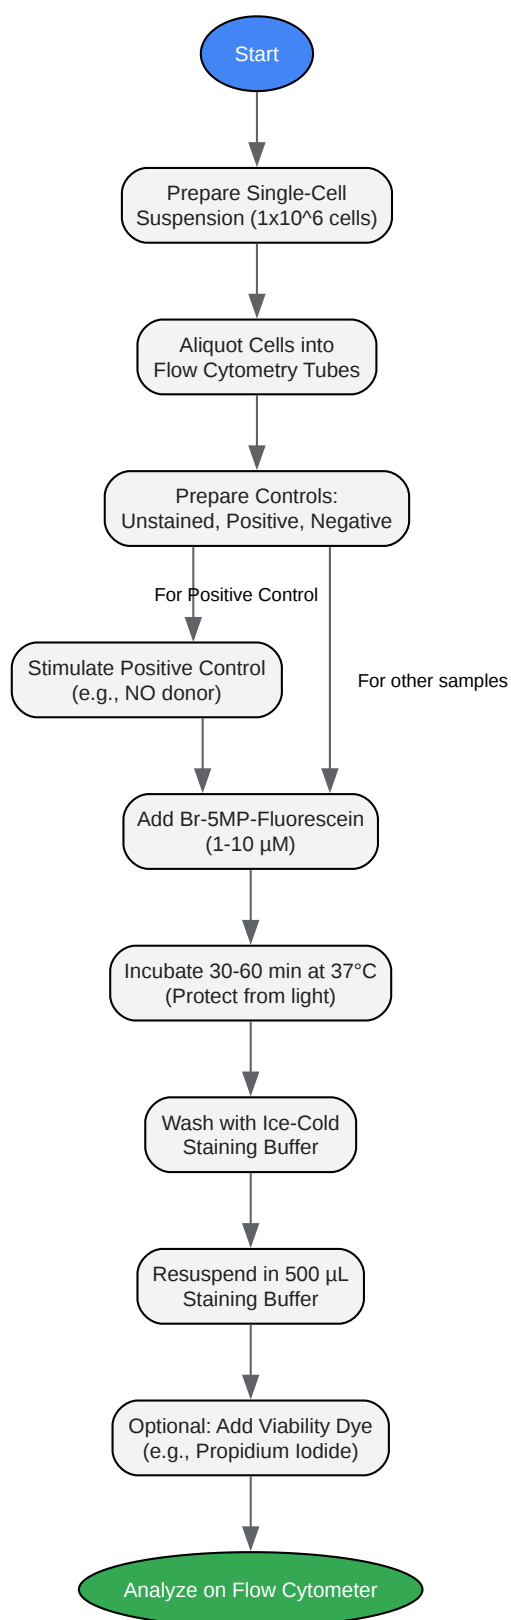 Start
Prepare Single-Cell
Suspension (1x10^6 cells)
Aliquot Cells into
Flow Cytometry Tubes
Prepare Controls:
Unstained, Positive, Negative
For Positive Control
Stimulate Positive Control
(e.g., NO donor)
For other samples
Add Br-5MP-Fluorescein
(1-10 µM)
Incubate 30-60 min at 37°C
(Protect from light)
Wash with Ice-Cold
Staining Buffer
Resuspend in 500 µL
Staining Buffer
Optional: Add Viability Dye
(e.g., Propidium Iodide)
Analyze on Flow Cytometer